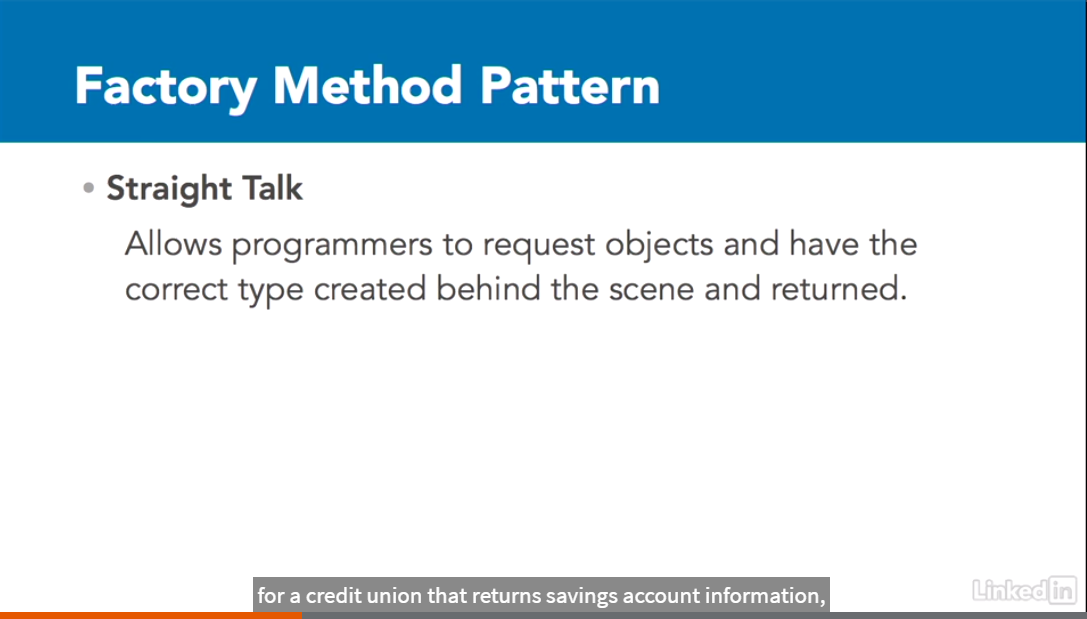 Factory Method Pattern
• Straight Talk
Allows programmers to request objects and have the
correct type created behind the scene and returned.
for a credit union that returns savings account information,
LinkedIn